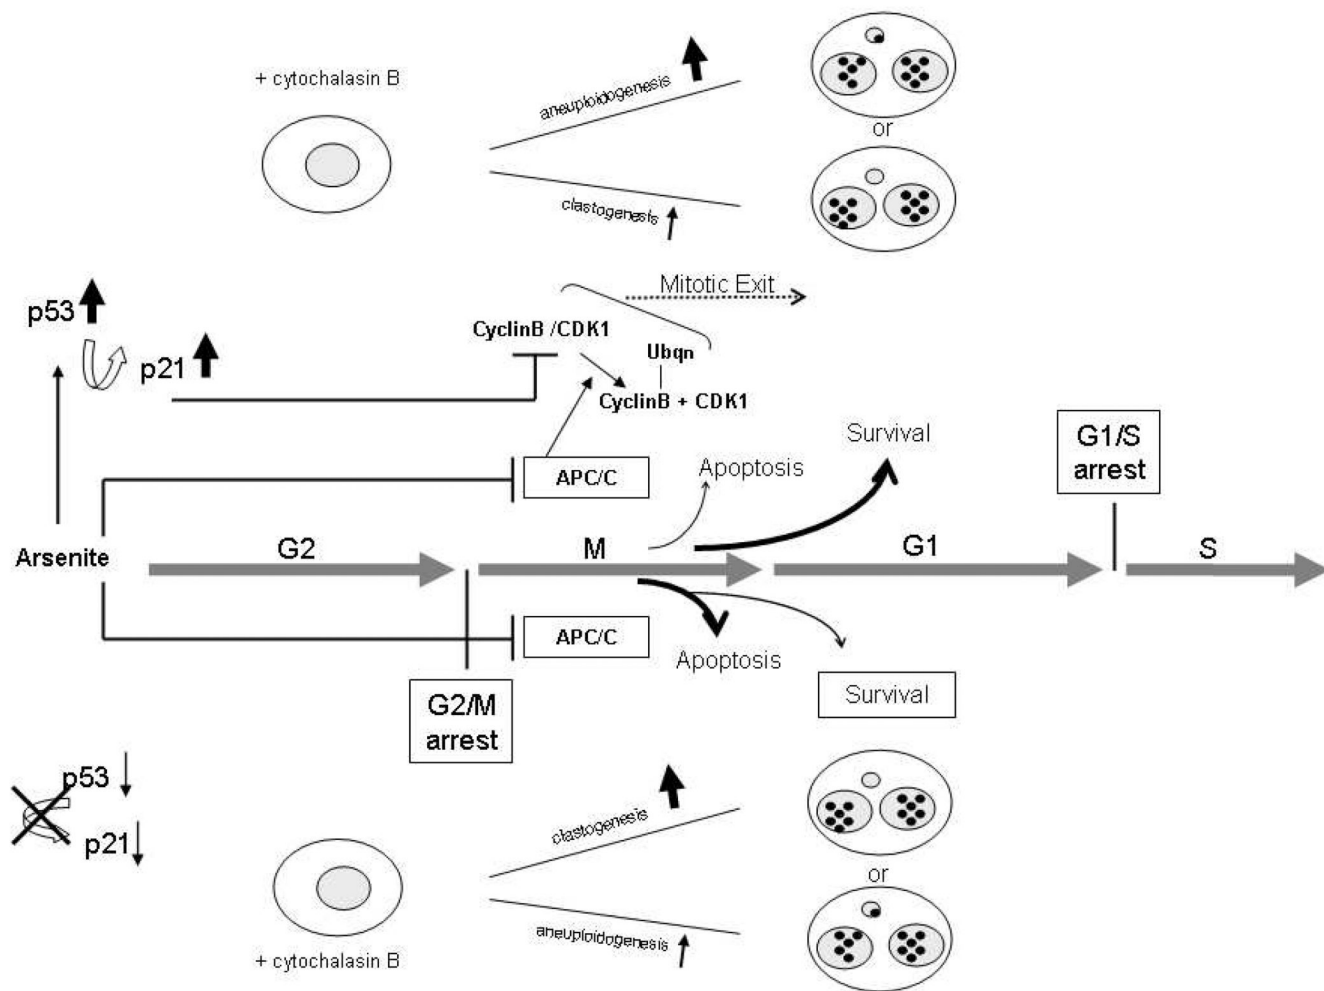 + cytochalasin B
aneuploidogenesis
or
clastogenesis
Mitotic Exit
p53
CyclinB /CDK1
p21
Ubqn
CyclinB + CDK1
Survival
G1/S
arrest
Apoptosis
APC/C
Arsenite
G2
M
G1
S
APC/C
Apoptosis
G2/M
arrest
Survival
p53
p21
clastogenesis
or
aneuploidogenesis
+ cytochalasin B